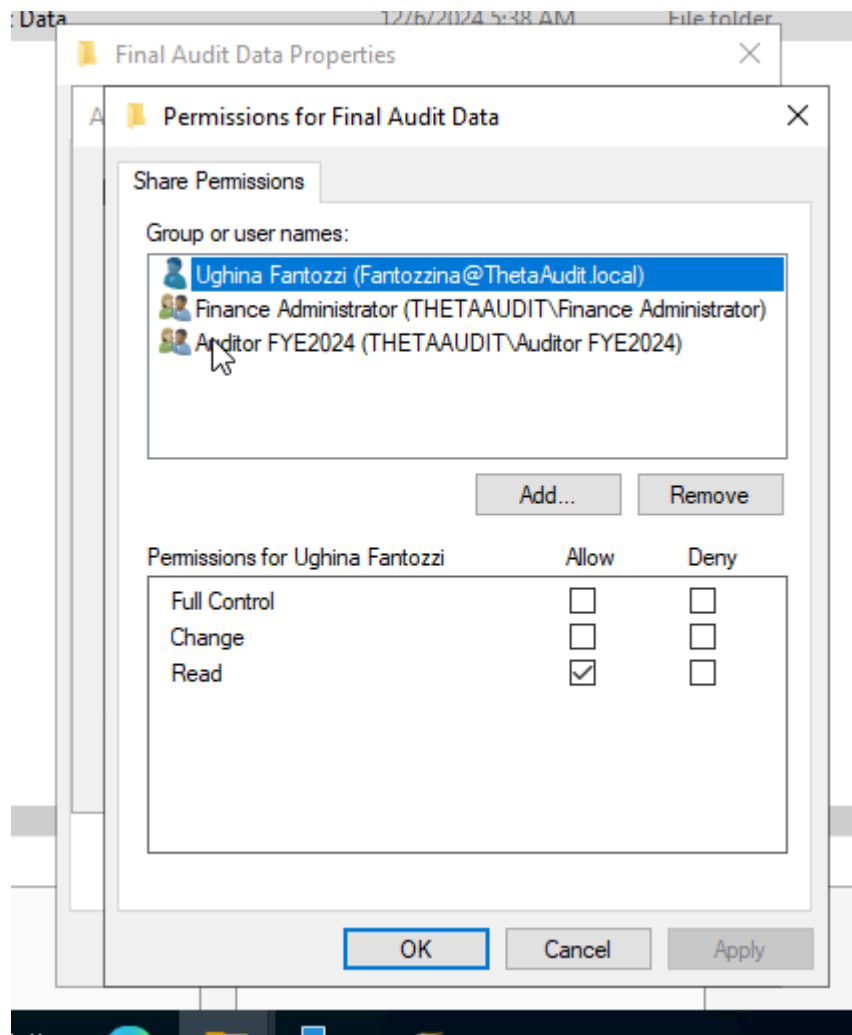 Data 12/6/2024 5:38 AM File folder
Final Audit Data Properties
A Permissions for Final Audit Data
Share Permissions
Group or user names:
Ughina Fantozzi (Fantozzina@ThetaAudit.local)
Finance Administrator (THETAAUDIT\Finance Administrator)
Auditor FYE2024 (THETAAUDIT\Auditor FYE2024)
Add... Remove
Permissions for Ughina Fantozzi Allow Deny
Full Control
Change
Read
OK Cancel Apply